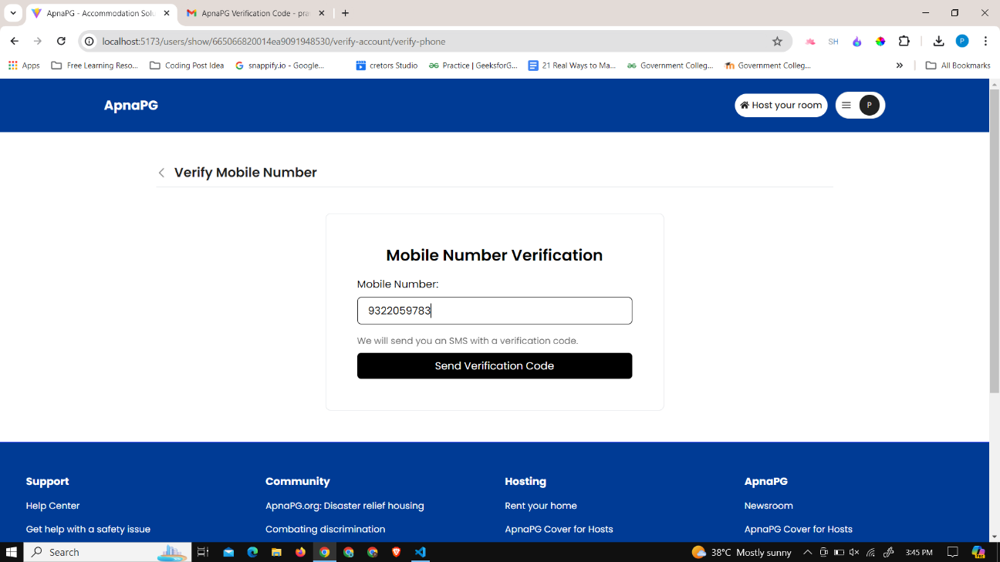 ApnaPG - Accommodation Solu
ApnaPG Verification Code - pra
localhost:5173/users/show/665066820014ea9091948530/verify-account/verify-phone
SH
P
Apps
Free Learning Reso...
Coding Post Idea
snappify.io - Google...
cretors Studio
Practice | GeeksforG...
21 Real Ways to Ma...
Government Colleg...
Government Colleg...
»
All Bookmarks
ApnaPG
Host your room
P
Verify Mobile Number
Mobile Number Verification
Mobile Number:
9322059783
We will send you an SMS with a verification code.
Send Verification Code
Support
Community
Hosting
ApnaPG
Help Center
ApnaPG.org: Disaster relief housing
Rent your home
Newsroom
Get help with a safety issue
Combating discrimination
ApnaPG Cover for Hosts
ApnaPG Cover for Hosts
Search
38°C Mostly sunny
3:45 PM